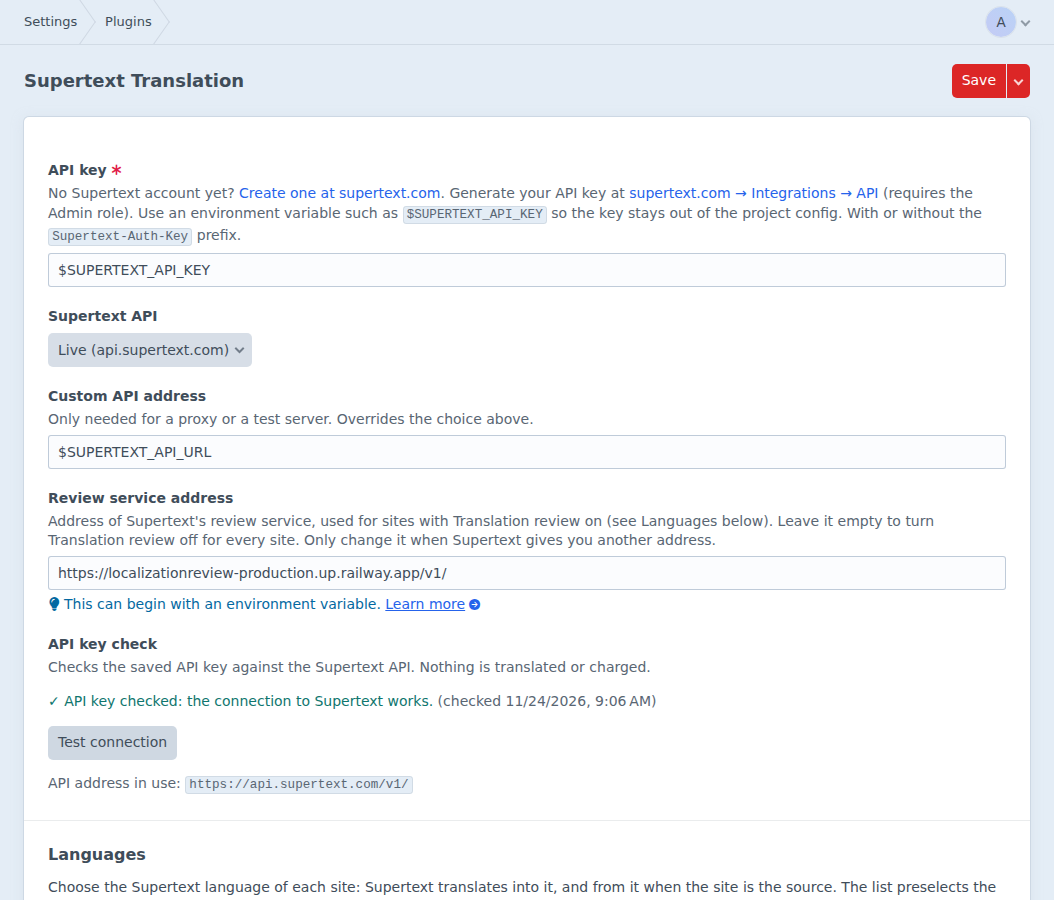 Settings
Plugins
A
Supertext Translation
Save
API key *
No Supertext account yet? Create one at supertext.com. Generate your API key at supertext.com → Integrations → API (requires the
Admin role). Use an environment variable such as $SUPERTEXT_API_KEY so the key stays out of the project config. With or without the
Supertext-Auth-Key prefix.
$SUPERTEXT_API_KEY
Supertext API
Live (api.supertext.com)
Custom API address
Only needed for a proxy or a test server. Overrides the choice above.
$SUPERTEXT_API_URL
Review service address
Address of Supertext's review service, used for sites with Translation review on (see Languages below). Leave it empty to turn
Translation review off for every site. Only change it when Supertext gives you another address.
https://localizationreview-production.up.railway.app/v1/
This can begin with an environment variable. Learn more
API key check
Checks the saved API key against the Supertext API. Nothing is translated or charged.
✓ API key checked: the connection to Supertext works. (checked 11/24/2026, 9:06 AM)
Test connection
API address in use: https://api.supertext.com/v1/
Languages
Choose the Supertext language of each site: Supertext translates into it, and from it when the site is the source. The list preselects the